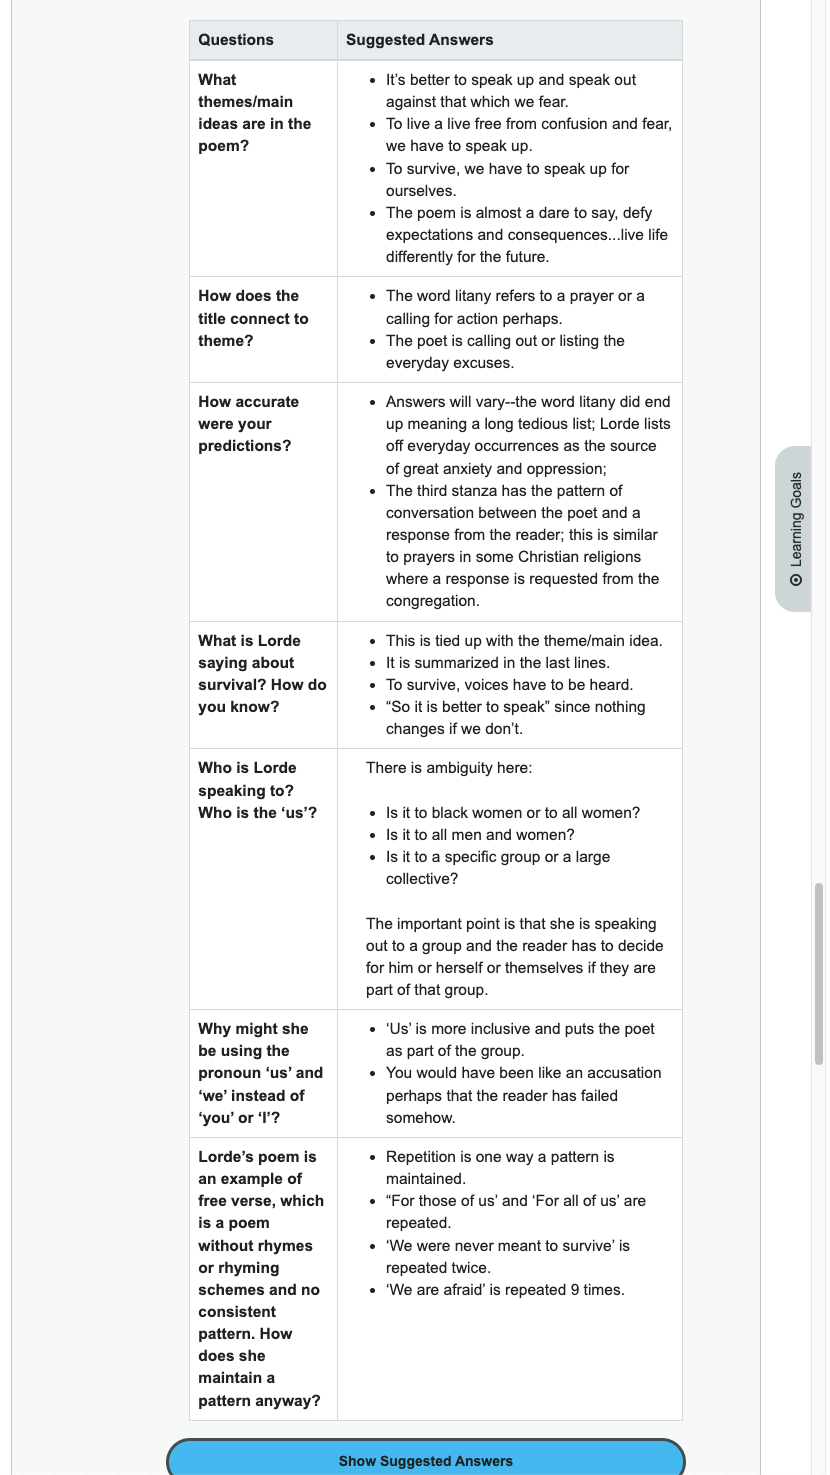 Questions
Suggested Answers
What
themes/main
ideas are in the
poem?
• It’s better to speak up and speak out
against that which we fear.
• To live a live free from confusion and fear,
we have to speak up.
• To survive, we have to speak up for
ourselves.
• The poem is almost a dare to say, defy
expectations and consequences...live life
differently for the future.
How does the
title connect to
theme?
• The word litany refers to a prayer or a
calling for action perhaps.
• The poet is calling out or listing the
everyday excuses.
How accurate
were your
predictions?
• Answers will vary--the word litany did end
up meaning a long tedious list; Lorde lists
off everyday occurrences as the source
of great anxiety and oppression;
• The third stanza has the pattern of
conversation between the poet and a
response from the reader; this is similar
to prayers in some Christian religions
where a response is requested from the
congregation.
What is Lorde
saying about
survival? How do
you know?
• This is tied up with the theme/main idea.
• It is summarized in the last lines.
• To survive, voices have to be heard.
• “So it is better to speak” since nothing
changes if we don’t.
Who is Lorde
speaking to?
Who is the ‘us’?
There is ambiguity here:
• Is it to black women or to all women?
• Is it to all men and women?
• Is it to a specific group or a large
collective?
The important point is that she is speaking
out to a group and the reader has to decide
for him or herself or themselves if they are
part of that group.
Why might she
be using the
pronoun ‘us’ and
‘we’ instead of
‘you’ or ‘I’?
• ‘Us’ is more inclusive and puts the poet
as part of the group.
• You would have been like an accusation
perhaps that the reader has failed
somehow.
Lorde’s poem is
an example of
free verse, which
is a poem
without rhymes
or rhyming
schemes and no
consistent
pattern. How
does she
maintain a
pattern anyway?
• Repetition is one way a pattern is
maintained.
• “For those of us’ and ‘For all of us’ are
repeated.
• ‘We were never meant to survive’ is
repeated twice.
• ‘We are afraid’ is repeated 9 times.
Show Suggested Answers
Learning Goals